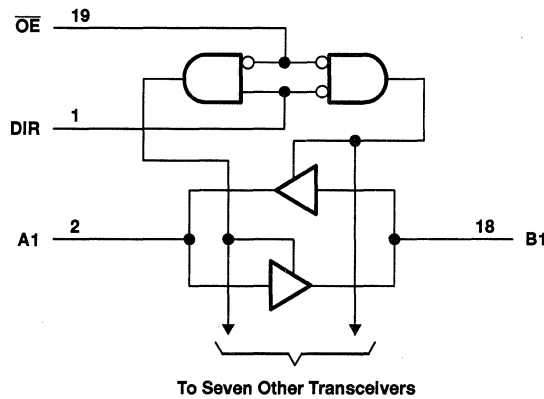 OE 19
DIR 1
A1 2
18 B1
To Seven Other Transceivers